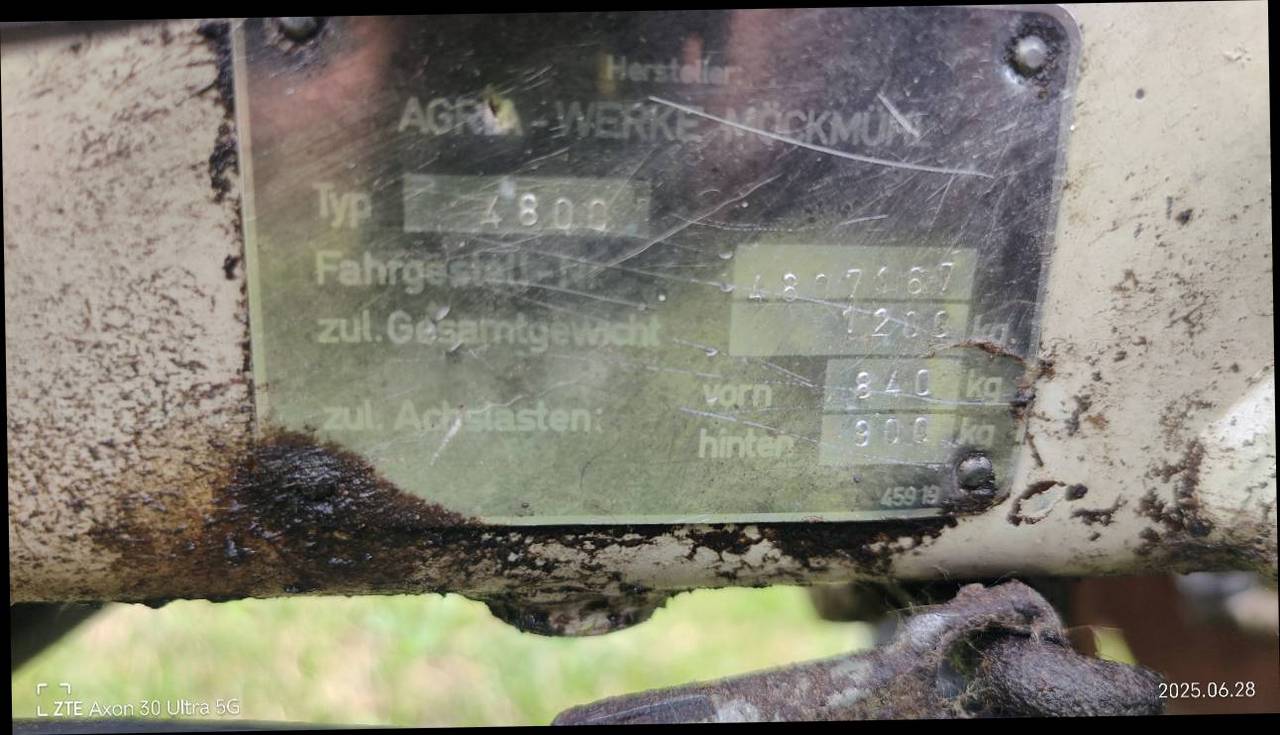 Hersteller
AGRIA - WERKE MÖCKMÜHL
Typ 4800
Fahrgestell - Nr.
zul. Gesamtgewicht 1200 kg
zul. Achslasten: vorn 840 kg
hinten 900 kg
45919
ZTE Axon 30 Ultra 5G
2025.06.28